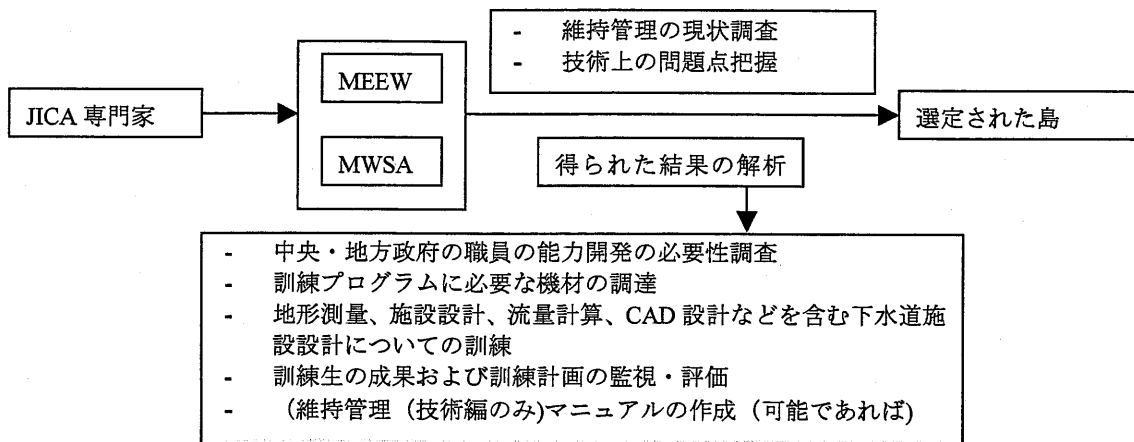 - 維持管理の現状調査
- 技術上の問題点把握
MEEW
JICA 専門家
選定された島
MWSA
得られた結果の解析
- 中央・地方政府の職員の能力開発の必要性調査
- 訓練プログラムに必要な機材の調達
- 地形測量、施設設計、流量計算、CAD 設計などを含む下水道施
設設計についての訓練
- 訓練生の成果および訓練計画の監視・評価
- （維持管理（技術編のみ)マニュアルの作成（可能であれば)